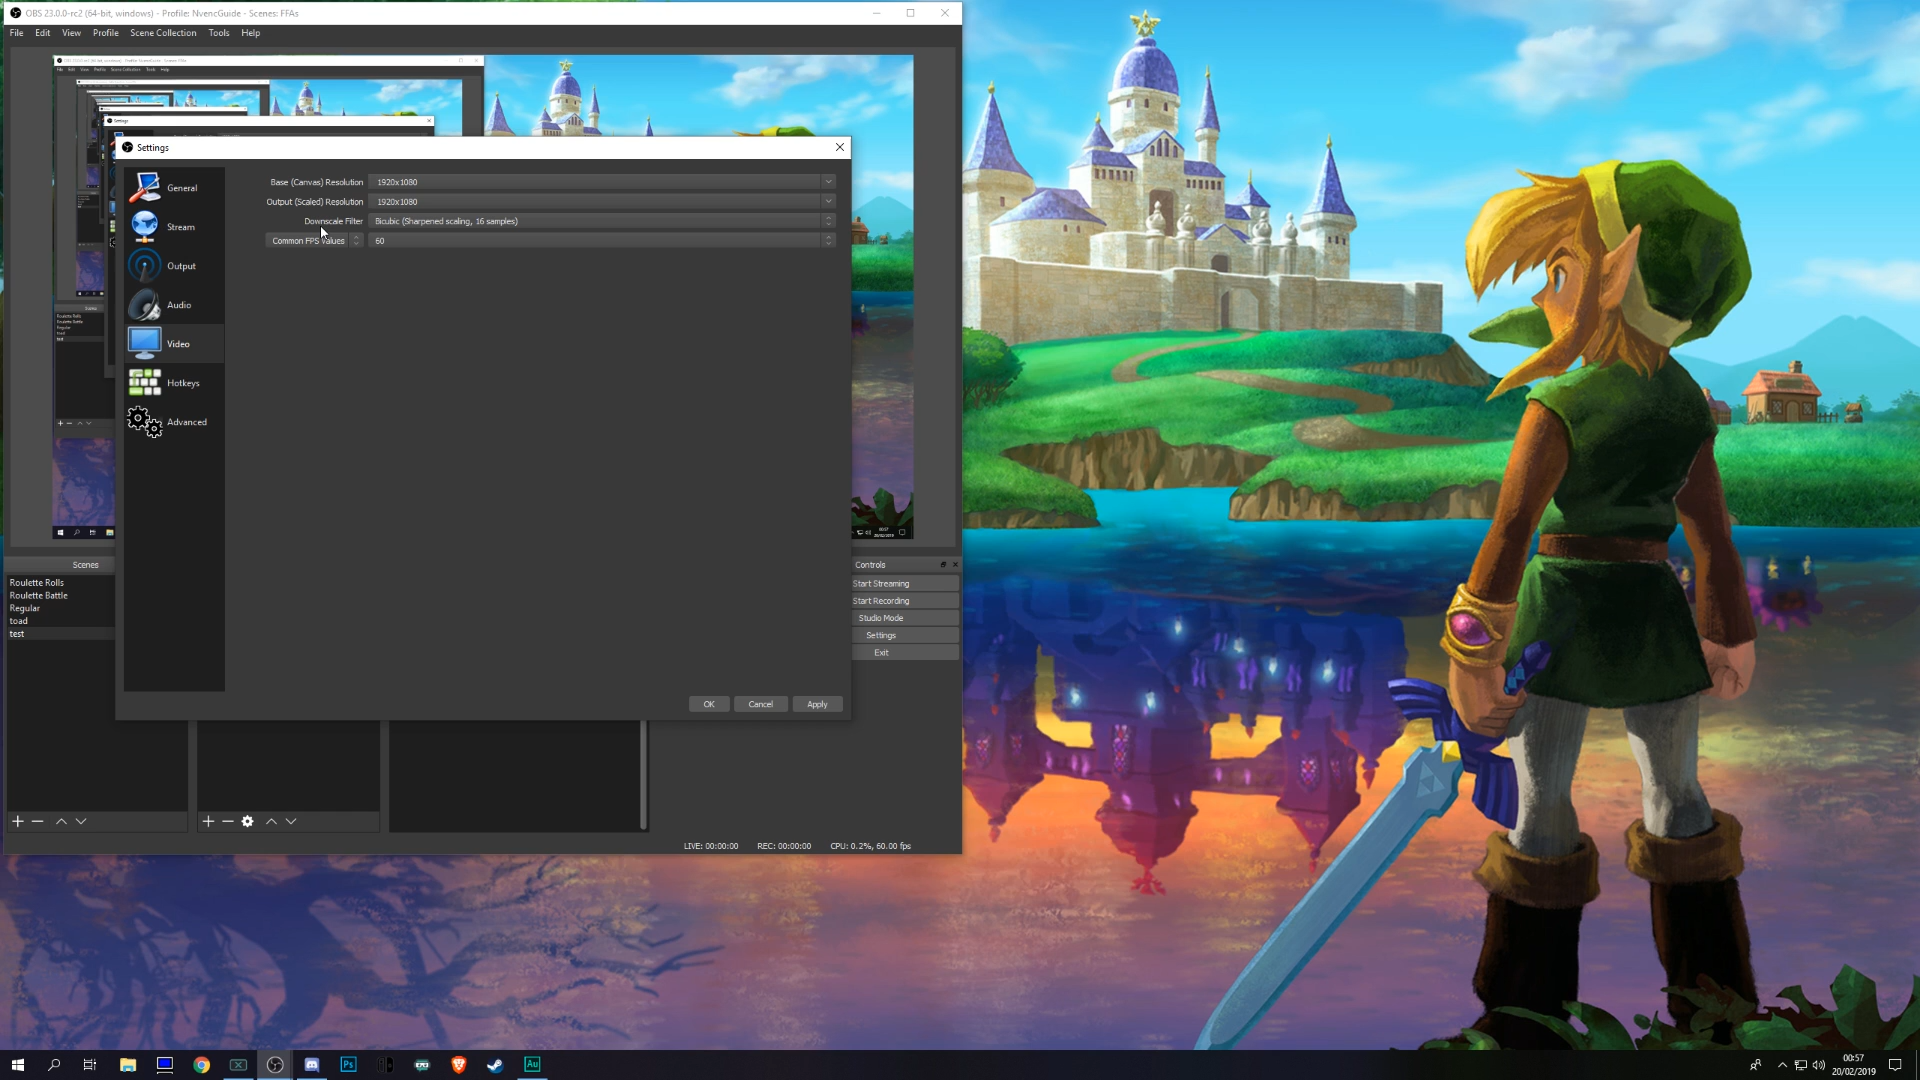 OBS 23.0.0-rc2 (64-bit, windows) - Profile: NvencGuide - Scenes: FFAs
File Edit View Profile Scene Collection Tools Help
Settings
Settings
General
Stream
Output
Audio
Video
Hotkeys
Advanced
Base (Canvas) Resolution 1920x1080
Output (Scaled) Resolution 1920x1080
Downscale Filter Bicubic (Sharpened scaling, 16 samples)
Common FPS Values 60
OK Cancel Apply
Scenes
Roulette Rolls
Roulette Battle
Regular
toad
test
Controls
Start Streaming
Start Recording
Studio Mode
Settings
Exit
LIVE: 00:00:00 REC: 00:00:00 CPU: 0.2%, 60.00 fps
Ps
Au
00:57
20/02/2019